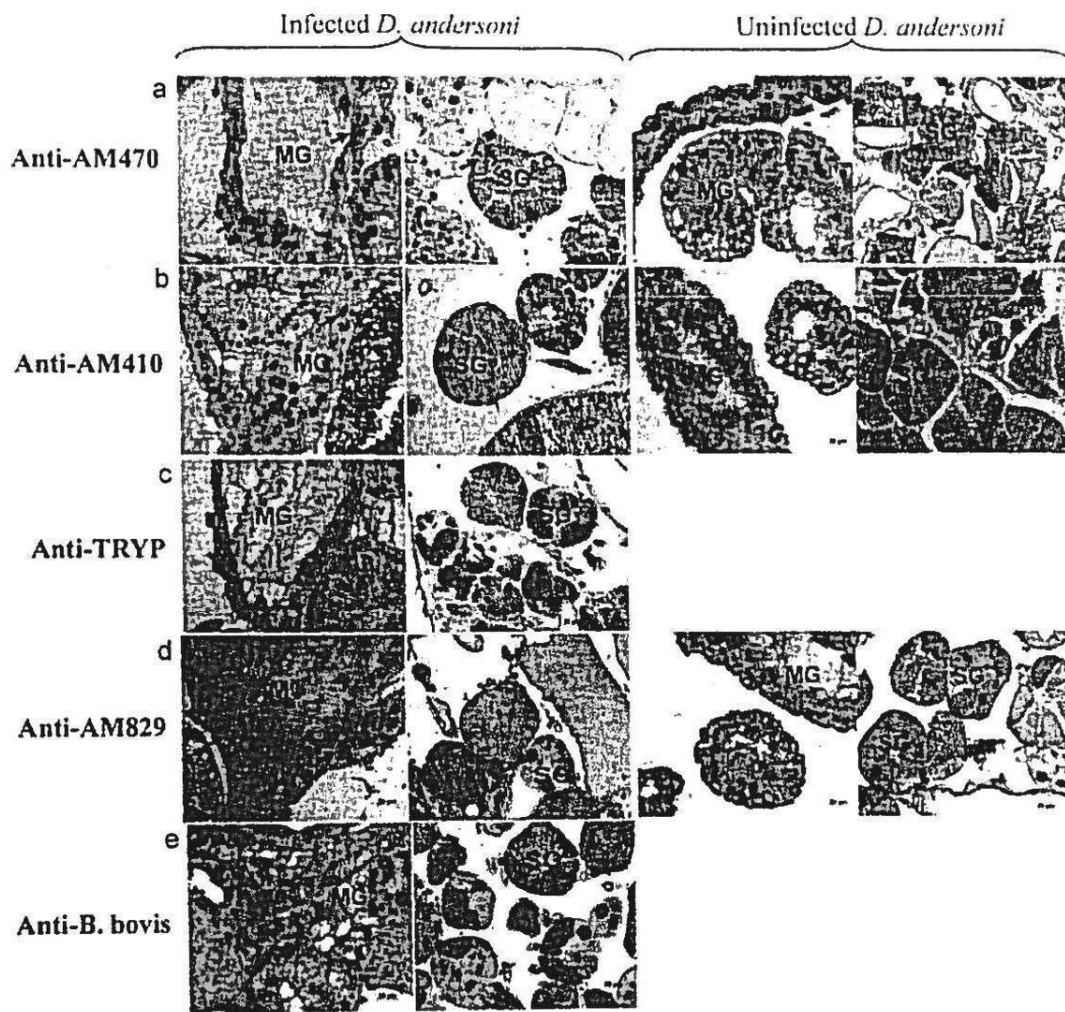 Infected D. andersoni Uninfected D. andersoni
a
Anti-AM470
MG SG MG SG
b
Anti-AM410
MG SG
c
Anti-TRYP
MG SG
d
Anti-AM829
SG MG SG
e
Anti-B. bovis
MG SG